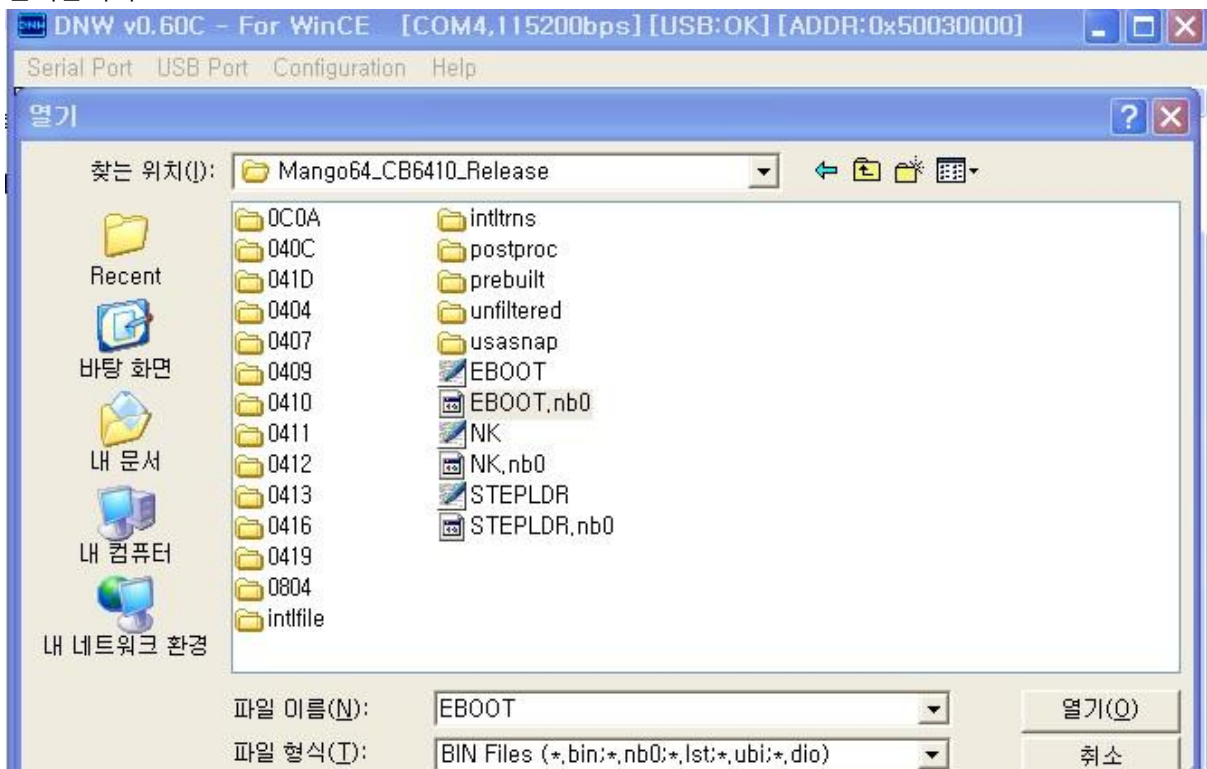 DNW v0.60C - For WinCE [COM4,115200bps][USB:OK][ADDR:0x50030000]
Serial Port USB Port Configuration Help
열기
찾는 위치(I): Mango64_CB6410_Release
Recent
바탕 화면
내 문서
내 컴퓨터
내 네트워크 환경
0C0A
040C
041D
0404
0407
0409
0410
0411
0412
0413
0416
0419
0804
intlfile
intltrns
postproc
prebuilt
unfiltered
usasnap
EBOOT
EBOOT.nb0
NK
NK.nb0
STEPLDR
STEPLDR.nb0
파일 이름(N): EBOOT 열기(O)
파일 형식(T): BIN Files (*.bin;*.nb0;*.lst;*.ubi;*.dio) 취소